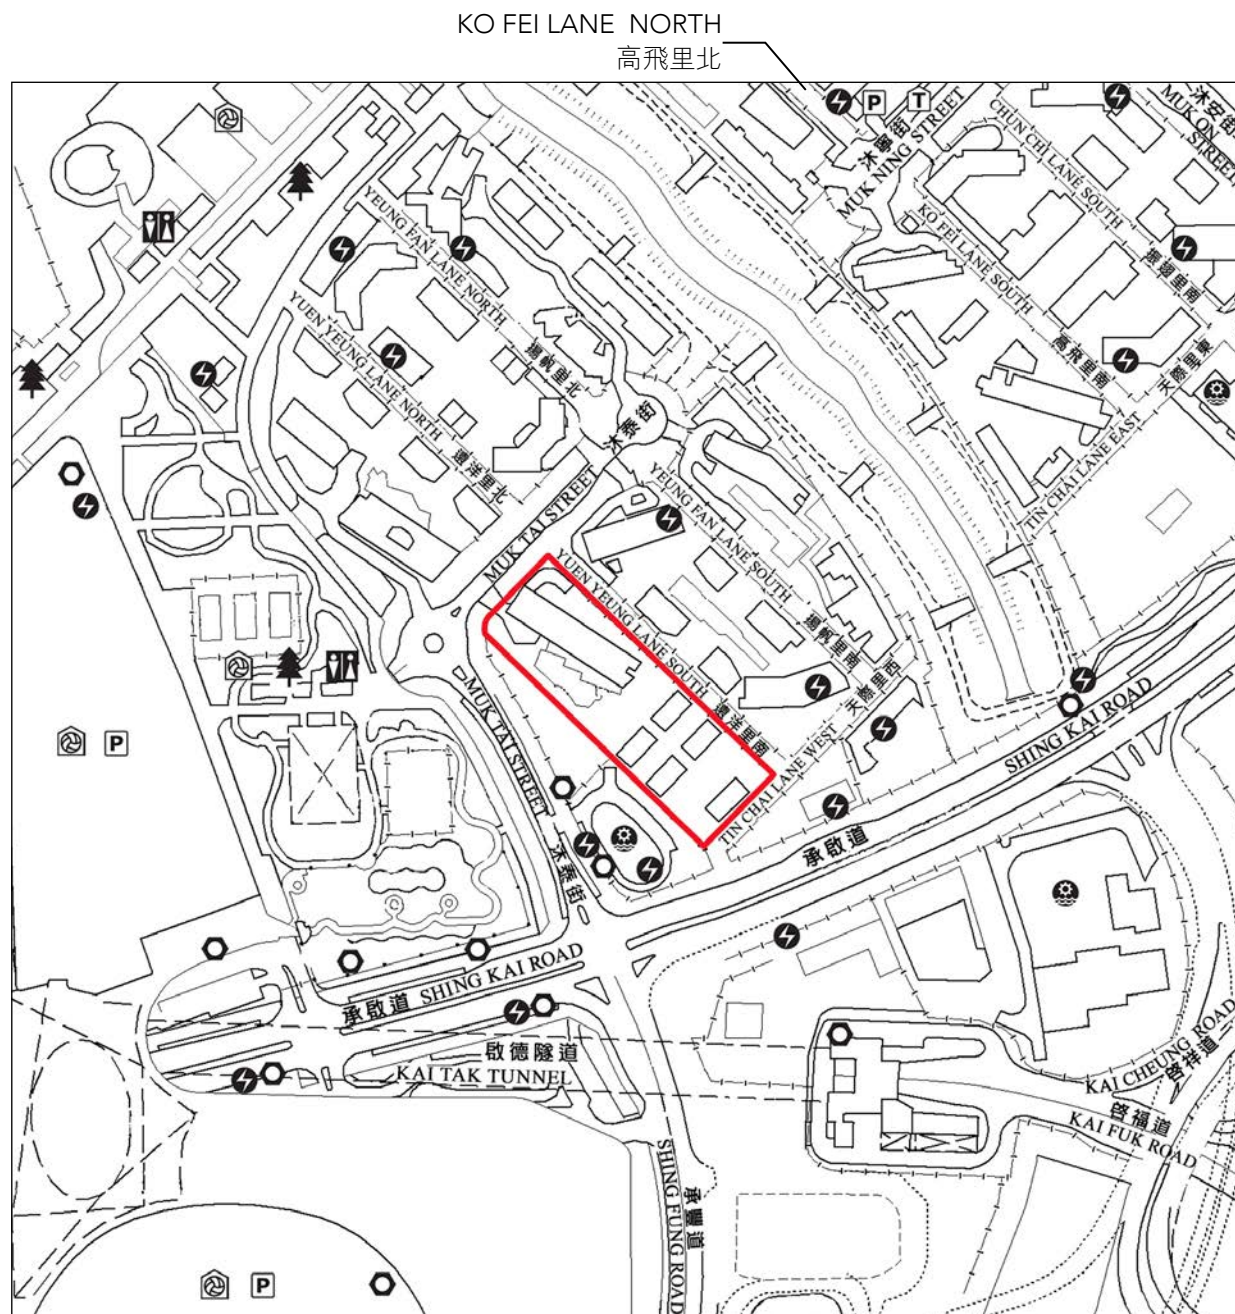 KO FEI LANE NORTH
高飛里北
P
T
沐寧街
MUK NING STREET
CHUN CHI LANE SOUTH
振翅里南
沐安街
MUK ON
STREET
KO FEI LANE SOUTH
高飛里南
天際里東
TIN CHAI LANE EAST
YEUNG FAN LANE NORTH
揚帆里北
YUEN YEUNG LANE NORTH
遠洋里北
沐泰街
MUK TAI STREET
YEUNG FAN LANE SOUTH
揚帆里南
YUEN YEUNG LANE SOUTH
遠洋里南
天際里西
TIN CHAI LANE WEST
MUK TAI STREET
沐泰街
P
SHING KAI ROAD
承啟道
承啟道 SHING KAI ROAD
啟德隧道
KAI TAK TUNNEL
KAI CHEUNG ROAD
啟祥道
啓福道
KAI FUK ROAD
SHING FUNG ROAD
承豐道
P